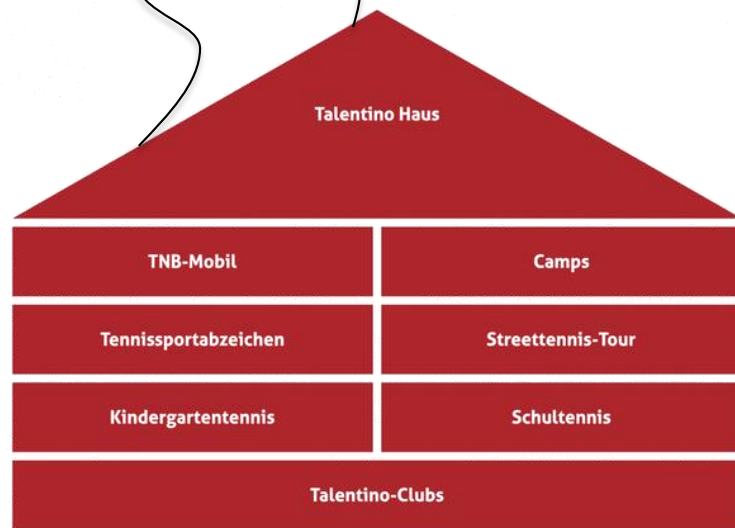 Talentino Haus
TNB-Mobil
Camps
Tennissportabzeichen
Streettennis-Tour
Kindergartentennis
Schultennis
Talentino-Clubs